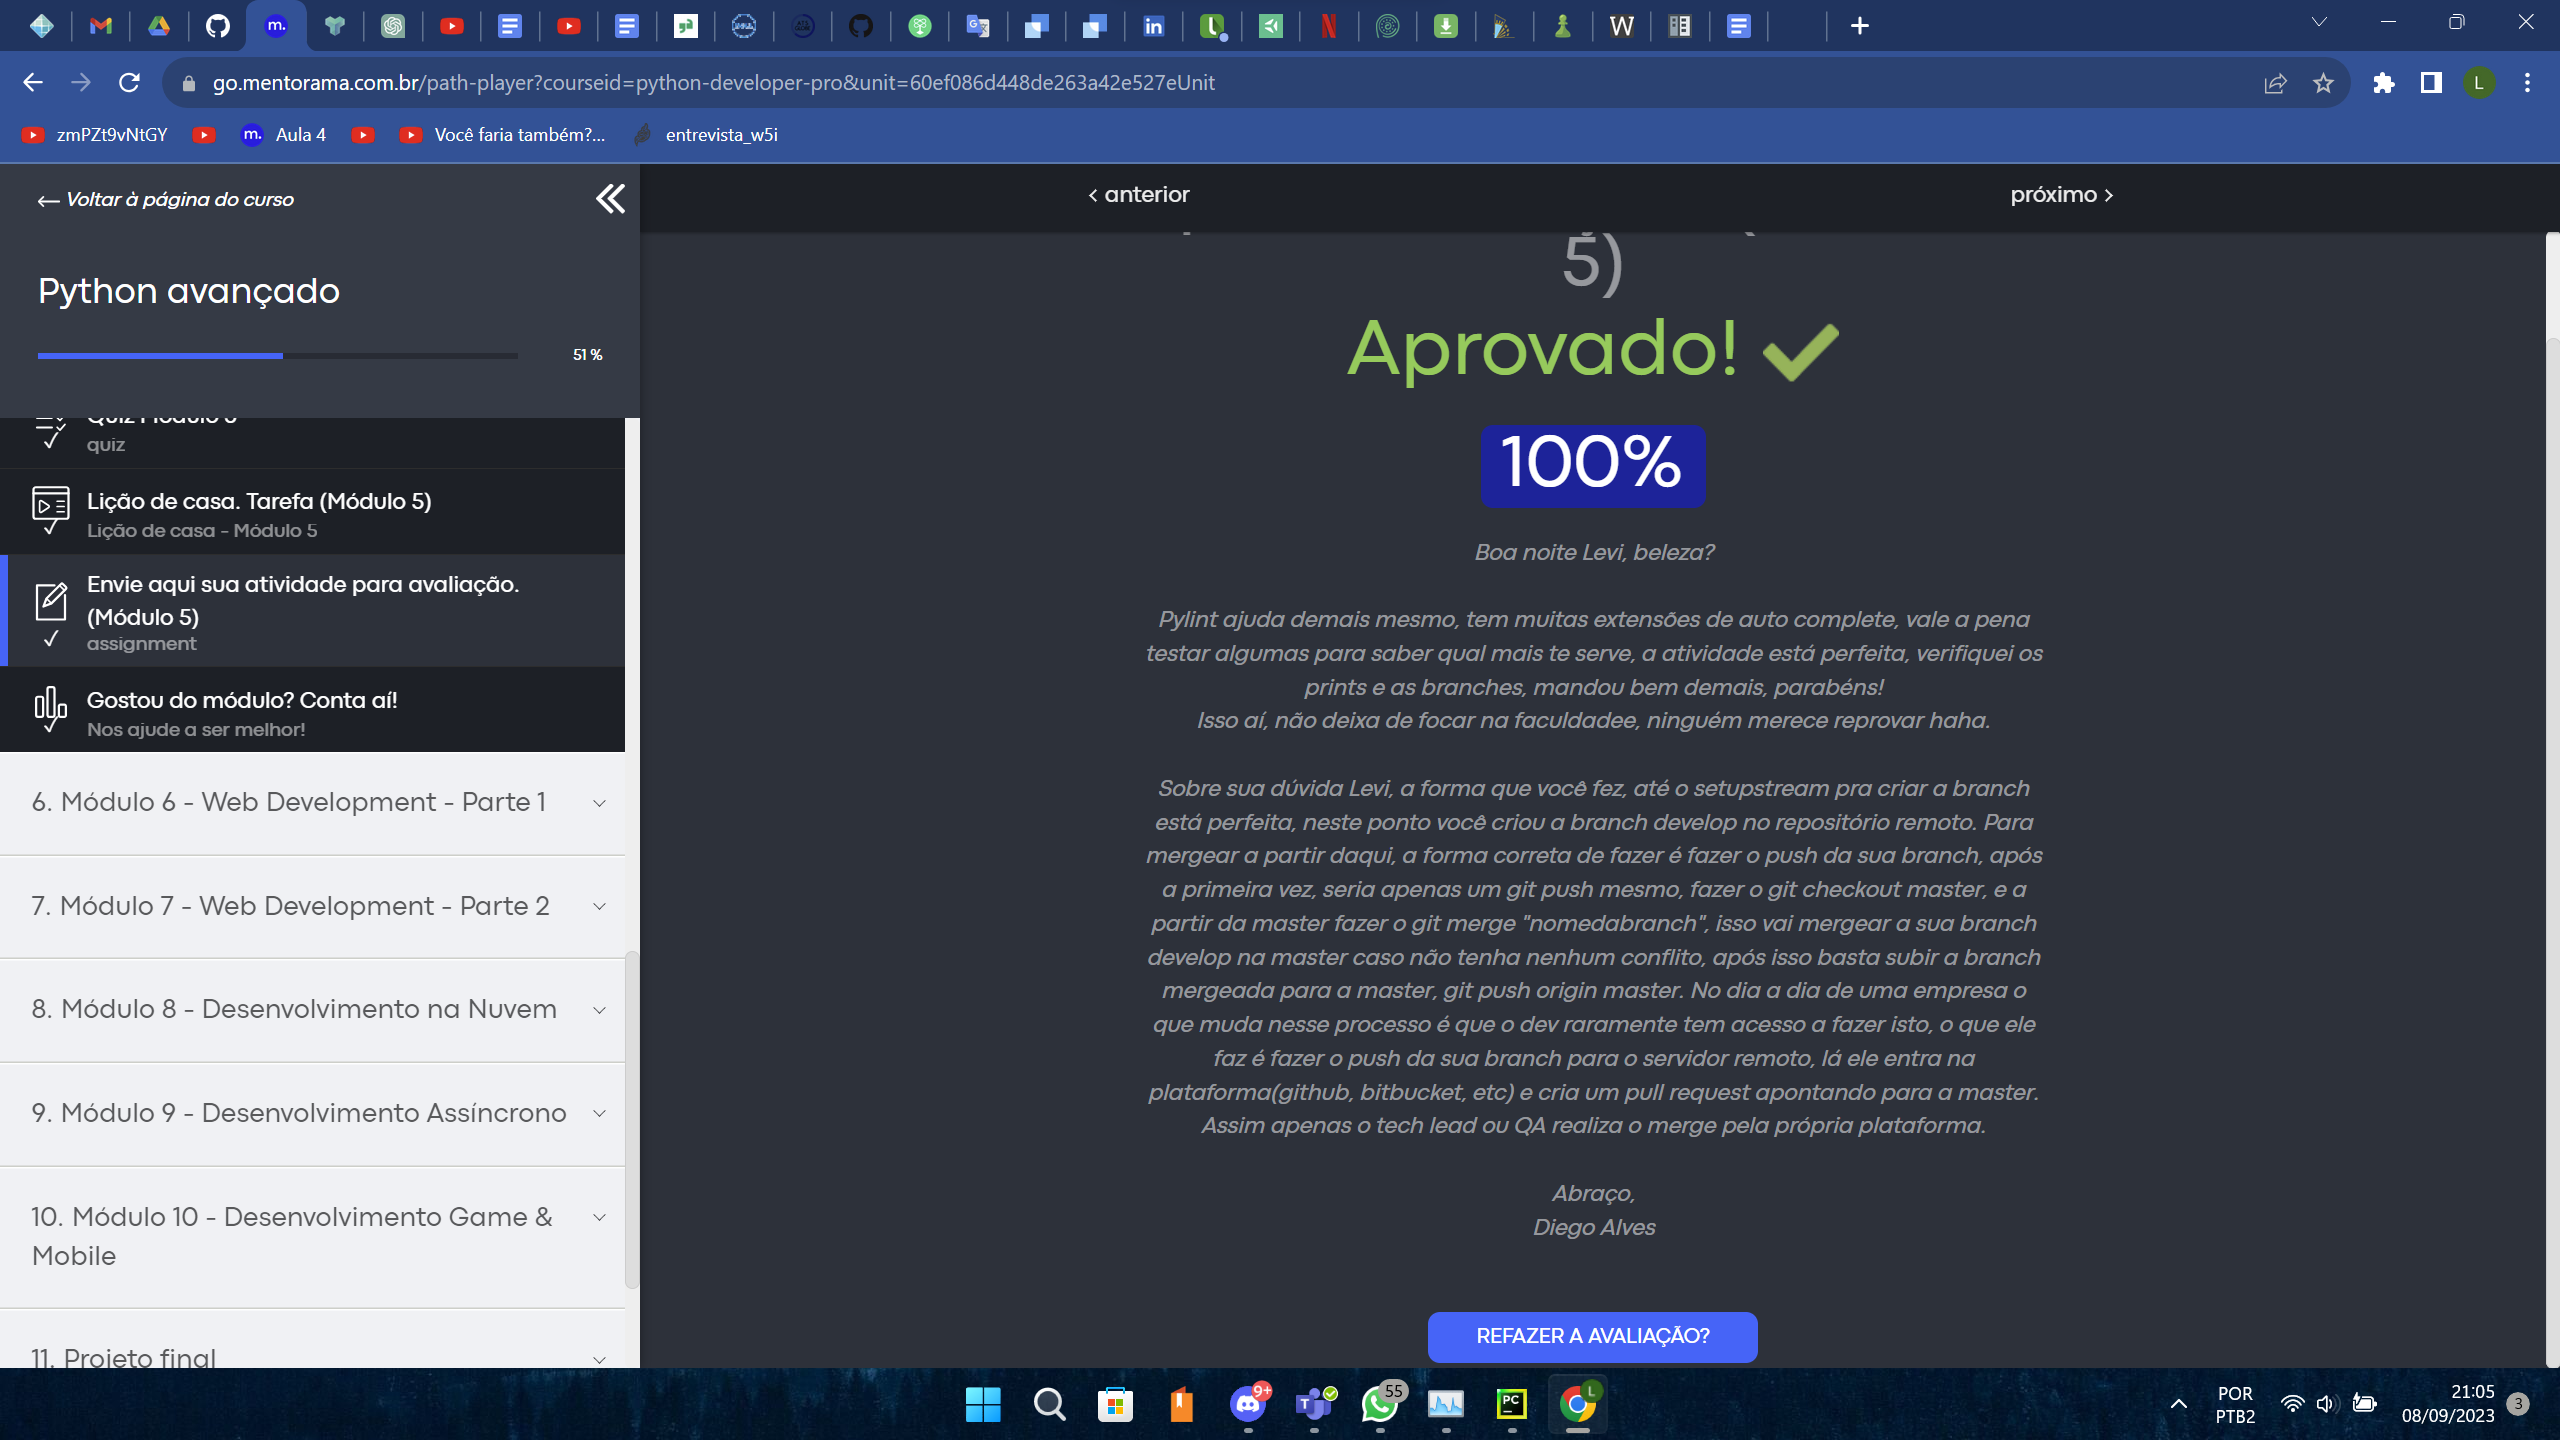 go.mentorama.com.br/path-player?courseid=python-developer-pro&unit=60ef086d448de263a42e527eUnit
zmPZt9vNtGY
m. Aula 4
Você faria também?...
entrevista_w5i
← Voltar à página do curso
‹ anterior
próximo ›
Python avançado
51 %
quiz
Lição de casa. Tarefa (Módulo 5)
Lição de casa - Módulo 5
Envie aqui sua atividade para avaliação.
(Módulo 5)
assignment
Gostou do módulo? Conta aí!
Nos ajude a ser melhor!
6. Módulo 6 - Web Development - Parte 1
7. Módulo 7 - Web Development - Parte 2
8. Módulo 8 - Desenvolvimento na Nuvem
9. Módulo 9 - Desenvolvimento Assíncrono
10. Módulo 10 - Desenvolvimento Game &
Mobile
11. Projeto final
5)
Aprovado!
100%
Boa noite Levi, beleza?
Pylint ajuda demais mesmo, tem muitas extensões de auto complete, vale a pena
testar algumas para saber qual mais te serve, a atividade está perfeita, verifiquei os
prints e as branches, mandou bem demais, parabéns!
Isso aí, não deixa de focar na faculdadee, ninguém merece reprovar haha.
Sobre sua dúvida Levi, a forma que você fez, até o setupstream pra criar a branch
está perfeita, neste ponto você criou a branch develop no repositório remoto. Para
mergear a partir daqui, a forma correta de fazer é fazer o push da sua branch, após
a primeira vez, seria apenas um git push mesmo, fazer o git checkout master, e a
partir da master fazer o git merge "nomedabranch", isso vai mergear a sua branch
develop na master caso não tenha nenhum conflito, após isso basta subir a branch
mergeada para a master, git push origin master. No dia a dia de uma empresa o
que muda nesse processo é que o dev raramente tem acesso a fazer isto, o que ele
faz é fazer o push da sua branch para o servidor remoto, lá ele entra na
plataforma(github, bitbucket, etc) e cria um pull request apontando para a master.
Assim apenas o tech lead ou QA realiza o merge pela própria plataforma.
Abraço,
Diego Alves
REFAZER A AVALIAÇÃO?
9+
55
PC
L
POR
PTB2
21:05
08/09/2023
3